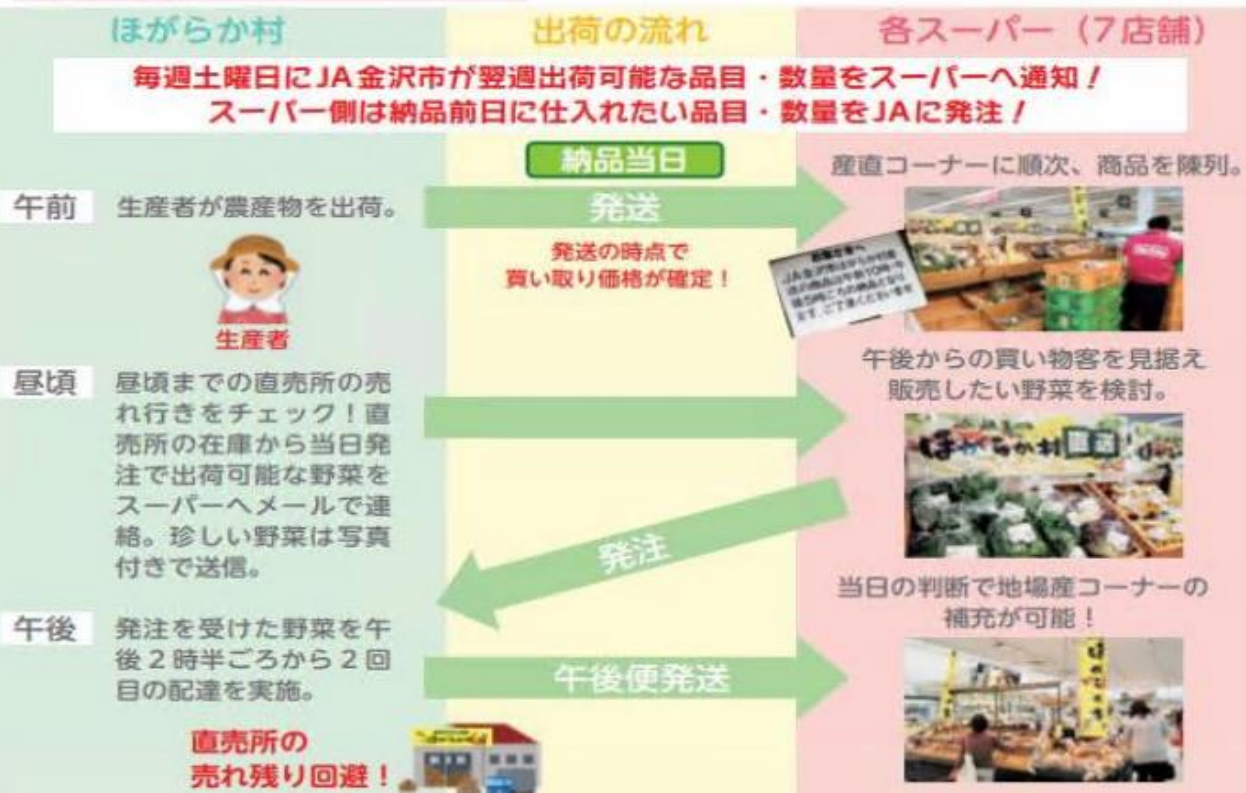 ほがらか村
出荷の流れ
各スーパー（7店舗）
毎週土曜日にJA金沢市が翌週出荷可能な品目・数量をスーパーへ通知！
スーパー側は納品前日に仕入れたい品目・数量をJAに発注！
納品当日
午前
生産者が農産物を出荷。
生産者
発送
発送の時点で
買い取り価格が確定！
産直コーナーに順次、商品を陳列。
昼頃
昼頃までの直売所の売
れ行きをチェック！直
売所の在庫から当日発
注で出荷可能な野菜を
スーパーへメールで連
絡。珍しい野菜は写真
付きで送信。
午後からの買い物客を見据え
販売したい野菜を検討。
ほがらか村 直送
発注
当日の判断で地場産コーナーの
補充が可能！
午後
発注を受けた野菜を午
後２時半ごろから２回
目の配達を実施。
午後便発送
直売所の
売れ残り回避！